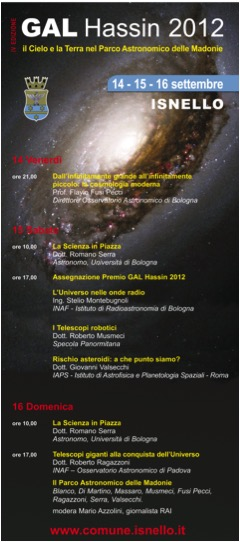 IV EDIZIONE
GAL Hassin 2012
il Cielo e la Terra nel Parco Astronomico delle Madonie
14 - 15 - 16 settembre
ISNELLO
14 Venerdì
ore 21,00 Dall'infinitamente grande all'infinitamente
piccolo: la cosmologia moderna
Prof. Flavio Fusi Pecci
Direttore Osservatorio Astronomico di Bologna
15 Sabato
ore 10,00 La Scienza in Piazza
Dott. Romano Serra
Astronomo, Università di Bologna
ore 17,00 Assegnazione Premio GAL Hassin 2012
L'Universo nelle onde radio
Ing. Stelio Montebugnoli
INAF - Istituto di Radioastronomia di Bologna
I Telescopi robotici
Dott. Roberto Musmeci
Specola Panormitana
Rischio asteroidi: a che punto siamo?
Dott. Giovanni Valsecchi
IAPS - Istituto di Astrofisica e Planetologia Spaziali - Roma
16 Domenica
ore 10,00 La Scienza in Piazza
Dott. Romano Serra
Astronomo, Università di Bologna
ore 17,00 Telescopi giganti alla conquista dell'Universo
Dott. Roberto Ragazzoni
INAF – Osservatorio Astronomico di Padova
Il Parco Astronomico delle Madonie
Blanco, Di Martino, Massaro, Musmeci, Fusi Pecci,
Ragazzoni, Serra, Valsecchi.
modera Mario Azzolini, giornalista RAI
www.comune.isnello.it